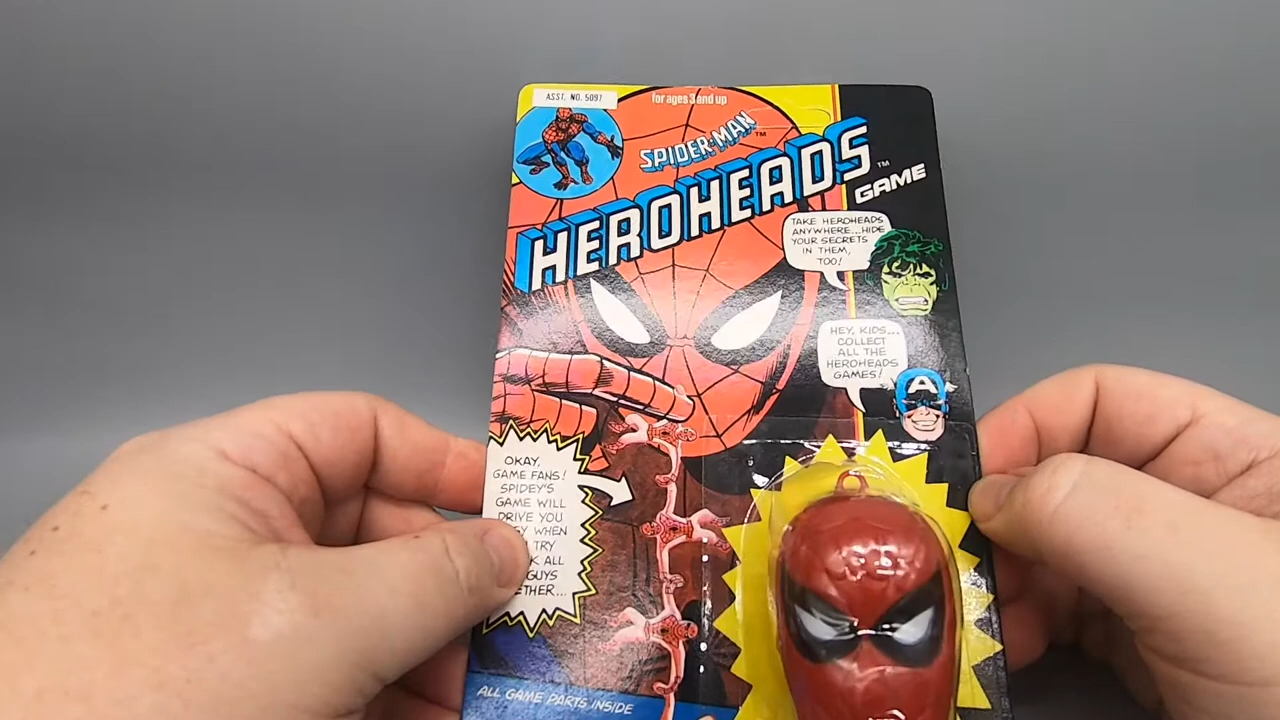 ASST. NO. 5097
for ages 3 and up
SPIDER-MAN™
HEROHEADS™
GAME
TAKE HEROHEADS
ANYWHERE...HIDE
YOUR SECRETS
IN THEM,
TOO!
HEY, KIDS...
COLLECT
ALL THE
HEROHEADS
GAMES!
A
OKAY,
GAME FANS!
SPIDEY'S
GAME WILL
DRIVE YOU
WHEN
TRY
ALL
GUYS
ALL GAME PARTS INSIDE